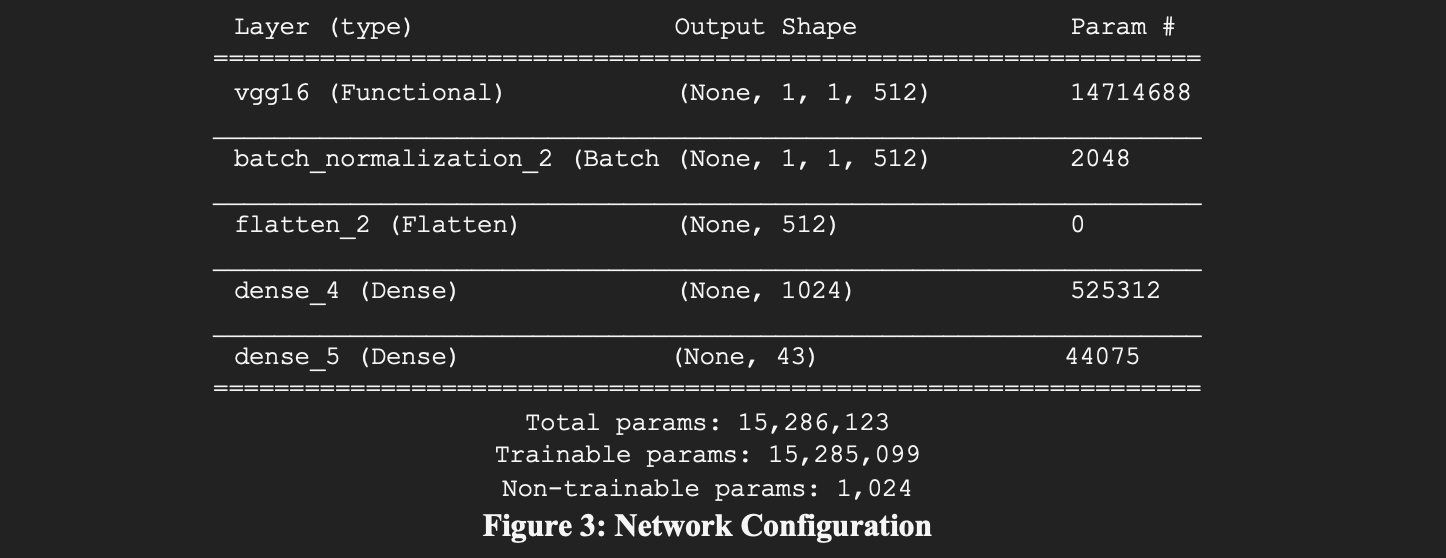 Layer (type) Output Shape Param #
=================================================================
vgg16 (Functional) (None, 1, 1, 512) 14714688
batch_normalization_2 (Batch (None, 1, 1, 512) 2048
flatten_2 (Flatten) (None, 512) 0
dense_4 (Dense) (None, 1024) 525312
dense_5 (Dense) (None, 43) 44075
=================================================================
Total params: 15,286,123
Trainable params: 15,285,099
Non-trainable params: 1,024
Figure 3: Network Configuration